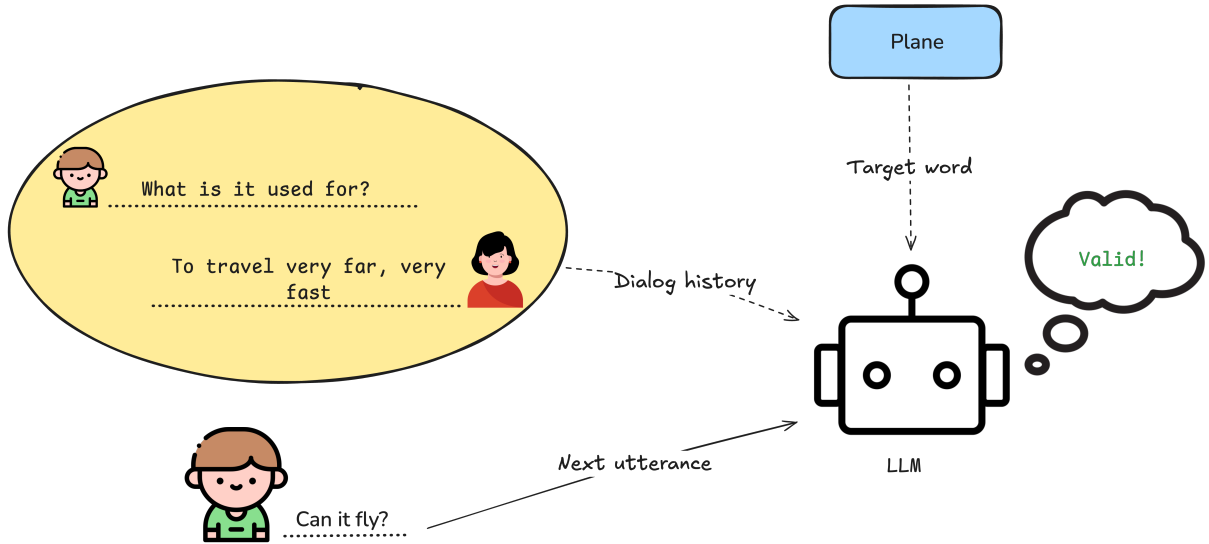 Plane
Target word
What is it used for?
To travel very far, very
fast
Dialog history
Valid!
Next utterance
LLM
Can it fly?